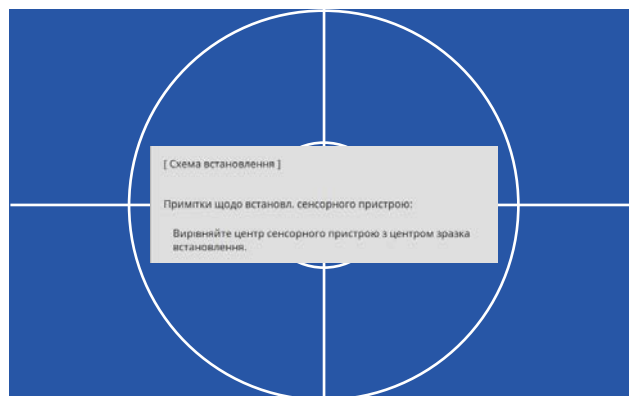 [ Схема встановлення ]
Примітки щодо встановл. сенсорного пристрою:
Вирівняйте центр сенсорного пристрою з центром зразка
встановлення.